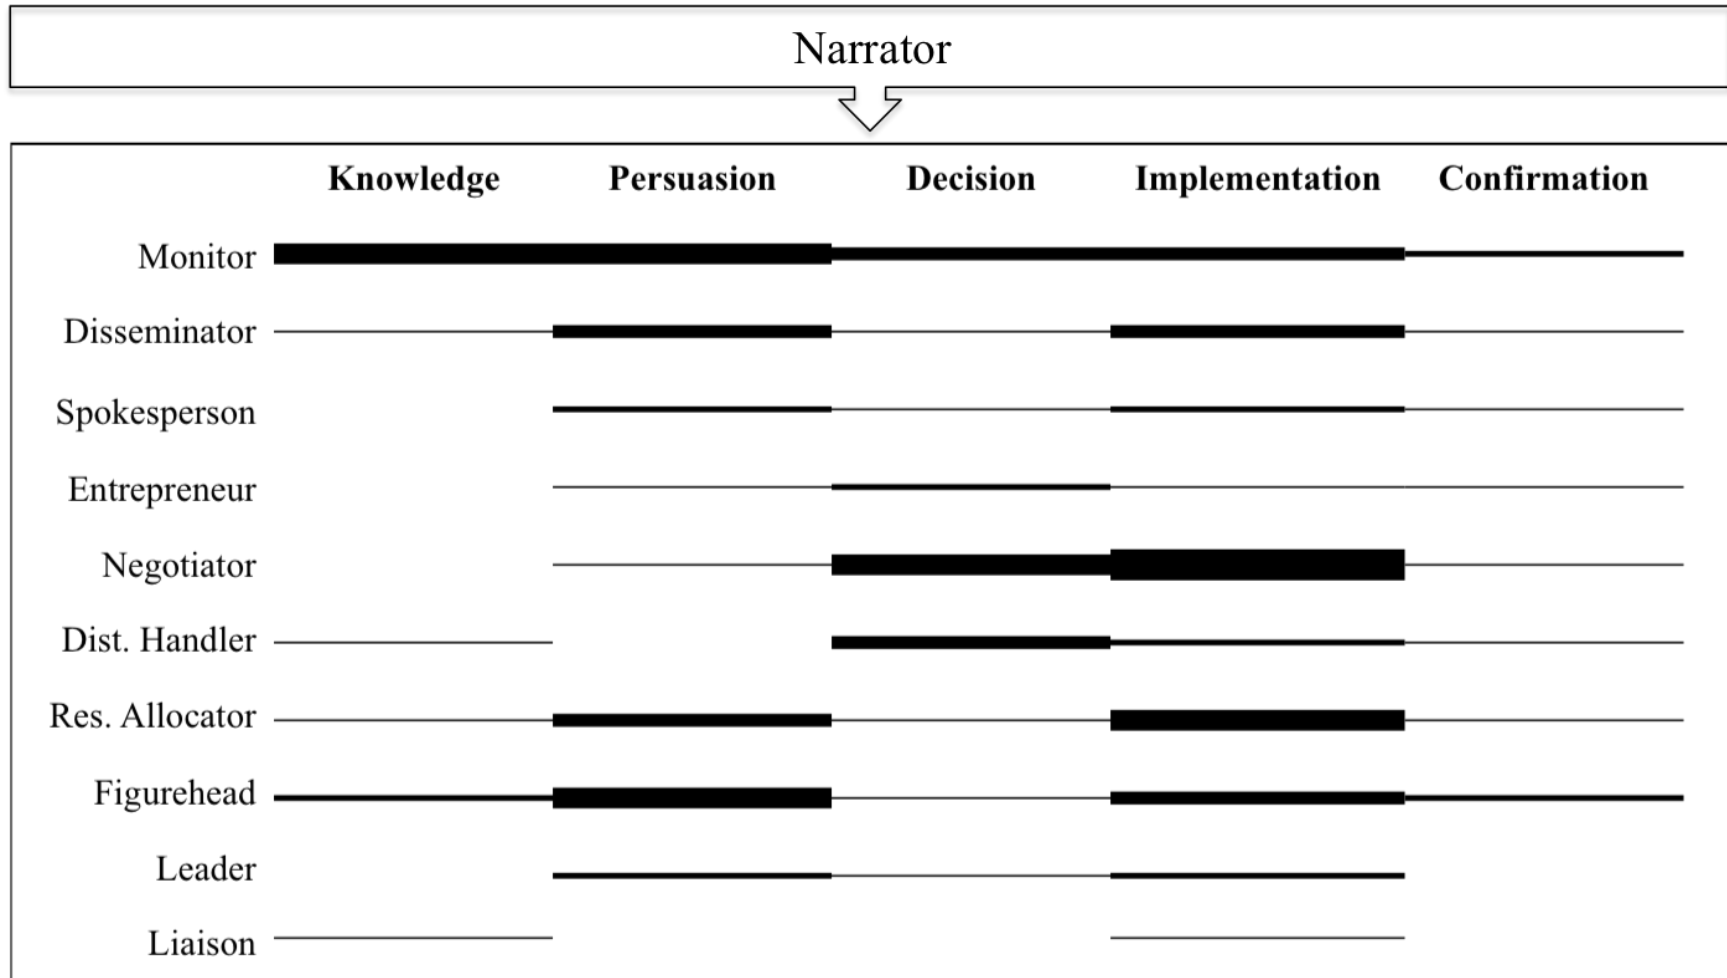 Narrator
Knowledge Persuasion Decision Implementation Confirmation
Monitor
Disseminator
Spokesperson
Entrepreneur
Negotiator
Dist. Handler
Res. Allocator
Figurehead
Leader
Liaison